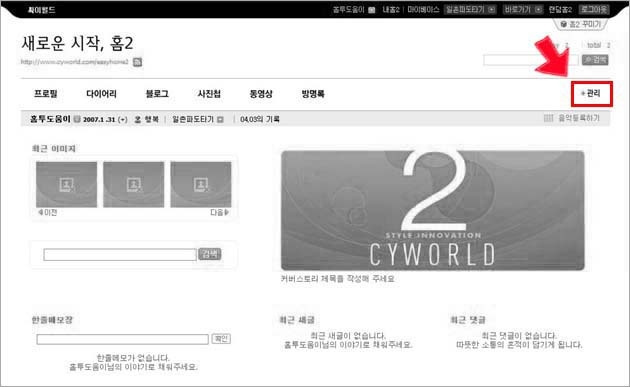 싸이월드 홈투도움이 내홈2 마이베이스 일촌파도타기 바로가기 랜덤홈2 로그아웃
홈2 꾸미기
새로운 시작, 홈2
2 total 2
http://www.cyworld.com/easyhome2
검색
프로필 다이어리 블로그 사진첩 동영상 방명록 관리
홈투도움이 2007.1.31 (+) 행복 일촌파도타기 04.03의 기록 음악등록하기
최근 이미지
이전 다음
2
STYLE INNOVATION
CYWORLD
검색
커버스토리 제목을 작성해 주세요
한줄메모장 최근 새글 최근 댓글
확인
최근 새글이 없습니다. 최근 댓글이 없습니다.
홈투도움이님의 이야기로 채워주세요. 따뜻한 소통의 흔적이 담기게 됩니다.
한줄메모가 없습니다.
홈투도움이님의 이야기로 채워주세요.